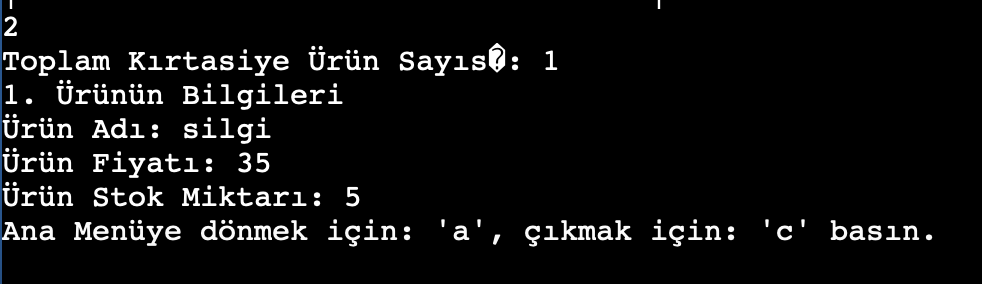 2
Toplam Kırtasiye Ürün Sayıs�: 1
1. Ürünün Bilgileri
Ürün Adı: silgi
Ürün Fiyatı: 35
Ürün Stok Miktarı: 5
Ana Menüye dönmek için: 'a', çıkmak için: 'c' basın.